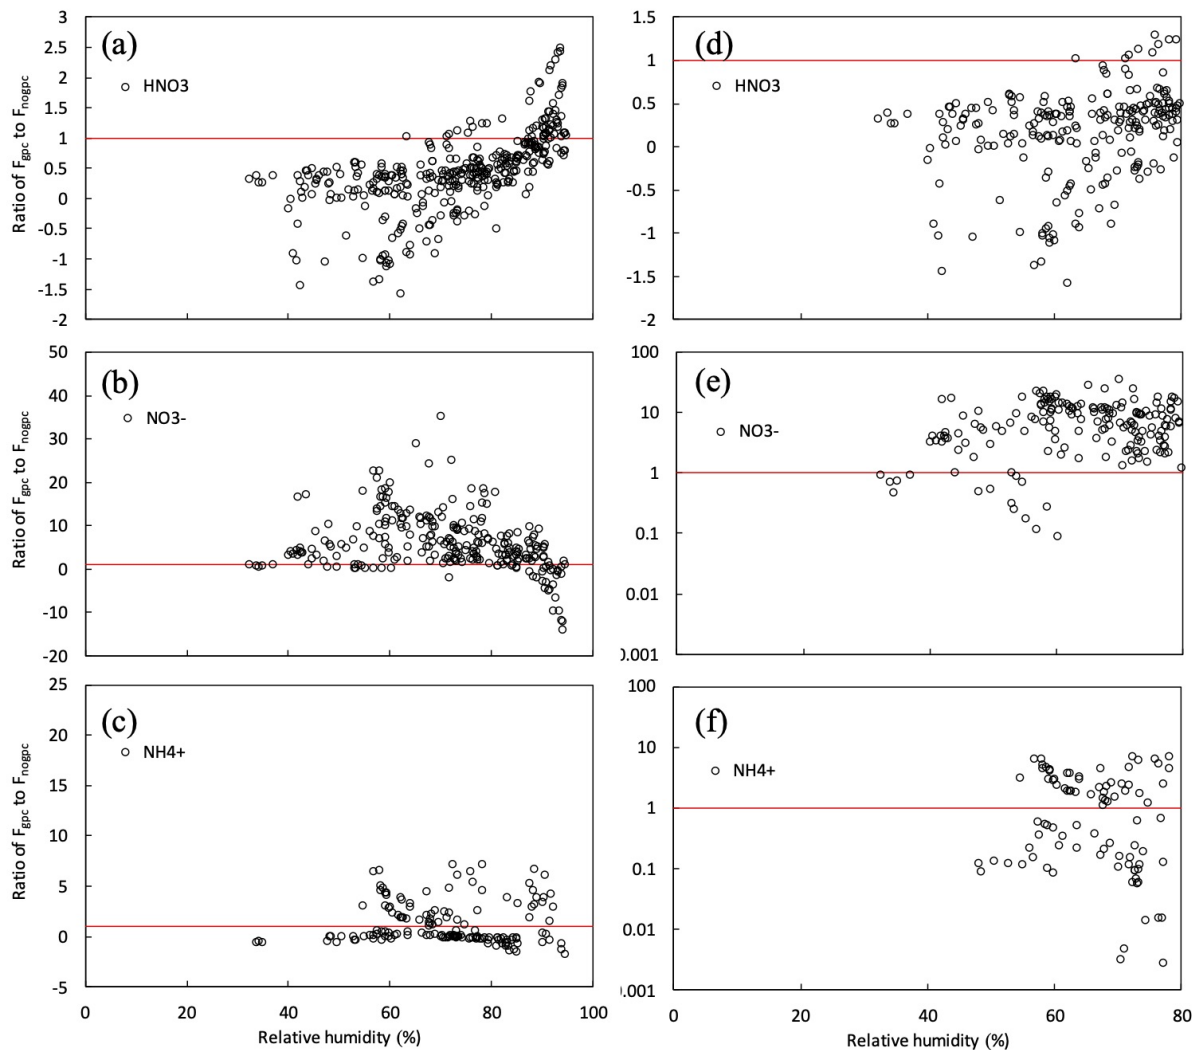 (a)
HNO3
3
2.5
2
1.5
1
0.5
0
-0.5
-1
-1.5
-2
Ratio of Fgpc to Fnogpc
(d)
HNO3
1.5
1
0.5
0
-0.5
-1
-1.5
-2
(b)
NO3-
50
40
30
20
10
0
-10
-20
Ratio of Fgpc to Fnogpc
(e)
NO3-
100
10
1
0.1
0.01
0.001
(c)
NH4+
25
20
15
10
5
0
-5
Ratio of Fgpc to Fnogpc
0 20 40 60 80 100
Relative humidity (%)
(f)
NH4+
100
10
1
0.1
0.01
0.001
0 20 40 60 80
Relative humidity (%)